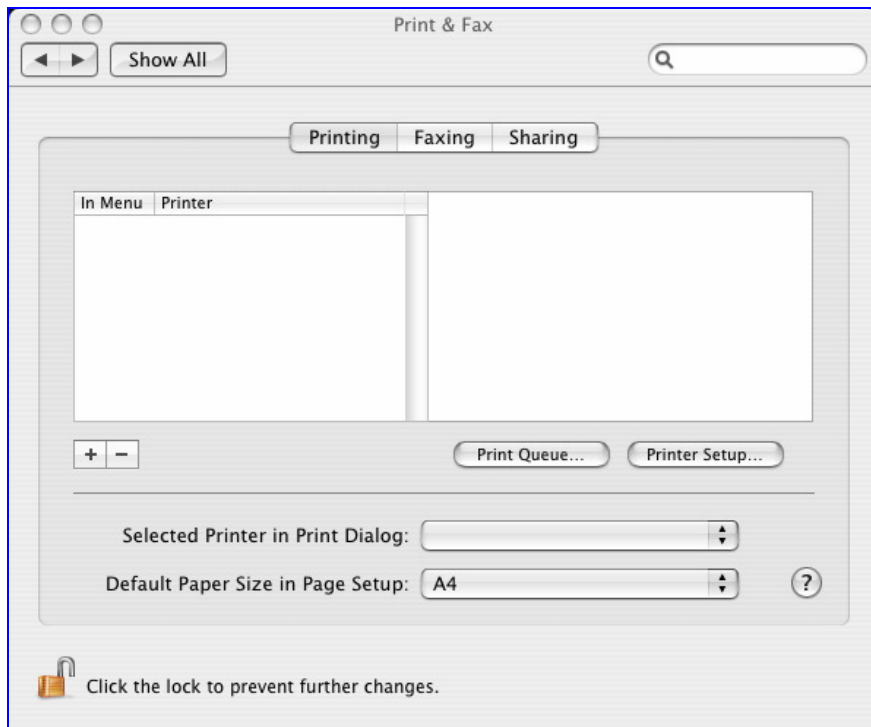 Print & Fax
Show All
Printing Faxing Sharing
In Menu Printer
+ − Print Queue... Printer Setup...
Selected Printer in Print Dialog:
Default Paper Size in Page Setup: A4 ?
Click the lock to prevent further changes.